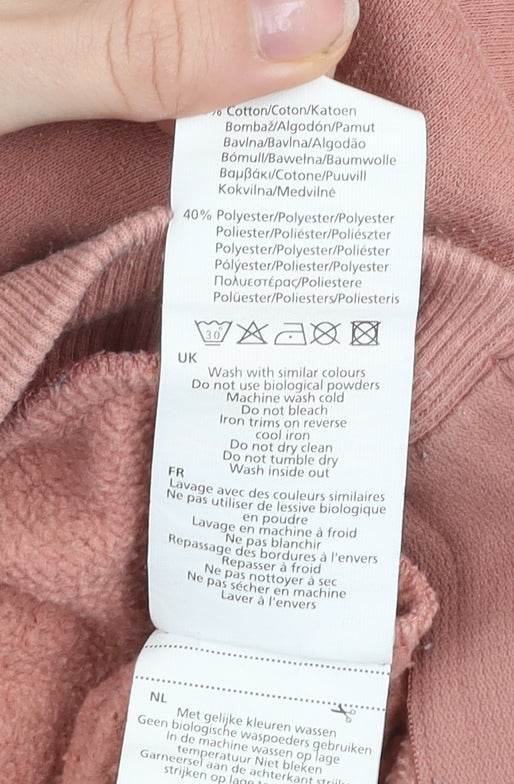 % Cotton/Coton/Katoen
Bombaž/Algodón/Pamut
Bavlna/Bavlna/Algodão
Bómull/Bawełna/Baumwolle
Βαμβάκι/Cotone/Puuvill
Kokvilna/Medvilnė
40% Polyester/Polyester/Polyester
Poliester/Poliéster/Poliészter
Polyester/Polyester/Poliéster
Pólýester/Poliester/Polyester
Πολυεστέρας/Poliestere
Polüester/Poliesters/Poliesteris
30°
UK
Wash with similar colours
Do not use biological powders
Machine wash cold
Do not bleach
Iron trims on reverse
cool iron
Do not dry clean
Do not tumble dry
Wash inside out
FR
Lavage avec des couleurs similaires
Ne pas utiliser de lessive biologique
en poudre
Lavage en machine à froid
Ne pas blanchir
Repassage des bordures à l'envers
Repasser à froid
Ne pas nottoyer à sec
Ne pas sécher en machine
Laver à l'envers
NL
Met gelijke kleuren wassen
Geen biologische waspoeders gebruiken
In de machine wassen op lage
temperatuur Niet bleken
Garneersel aan de achterkant strijken
strijken op lage